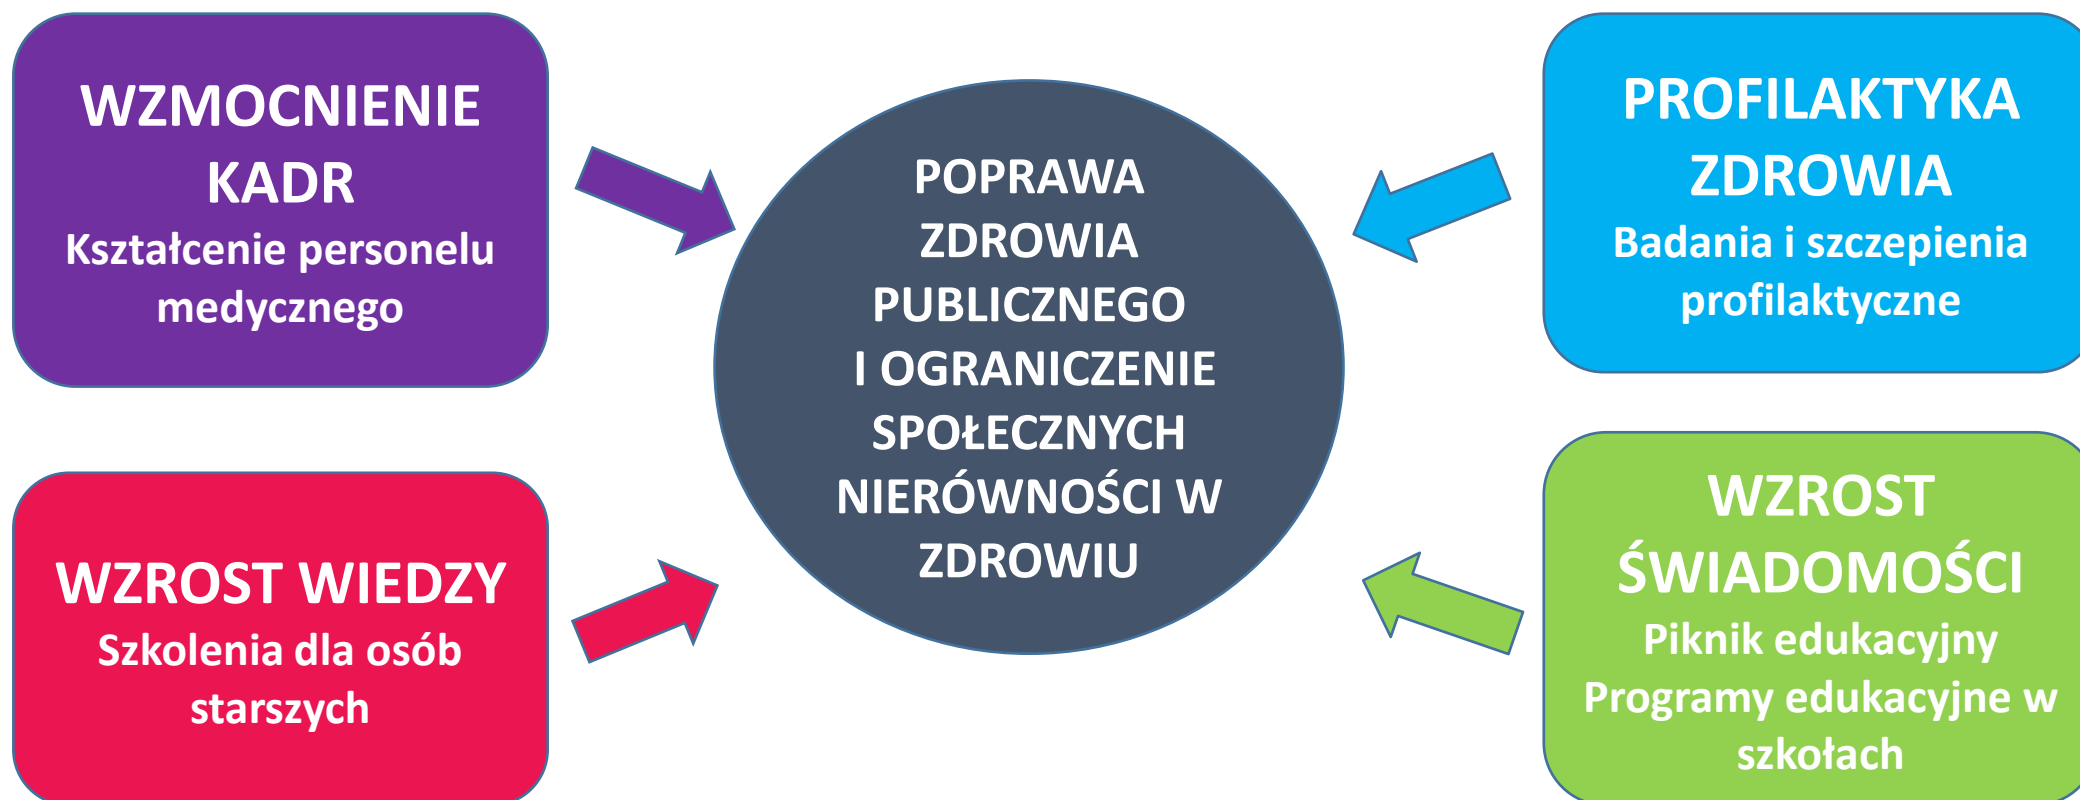 WZMOCNIENIE
KADR
Kształcenie personelu
medycznego
POPRAWA
ZDROWIA
PUBLICZNEGO
I OGRANICZENIE
SPOŁECZNYCH
NIERÓWNOŚCI W
ZDROWIU
PROFILAKTYKA
ZDROWIA
Badania i szczepienia
profilaktyczne
WZROST WIEDZY
Szkolenia dla osób
starszych
WZROST
ŚWIADOMOŚCI
Piknik edukacyjny
Programy edukacyjne w
szkołach